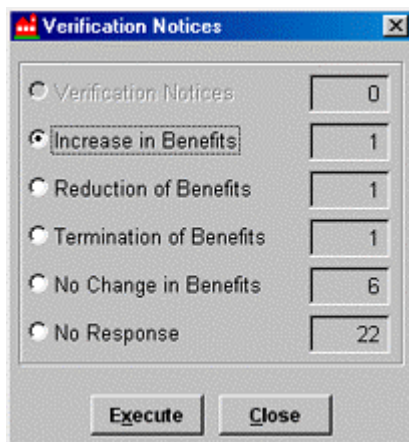 Verification Notices
Verification Notices 0
Increase in Benefits 1
Reduction of Benefits 1
Termination of Benefits 1
No Change in Benefits 6
No Response 22
Execute Close